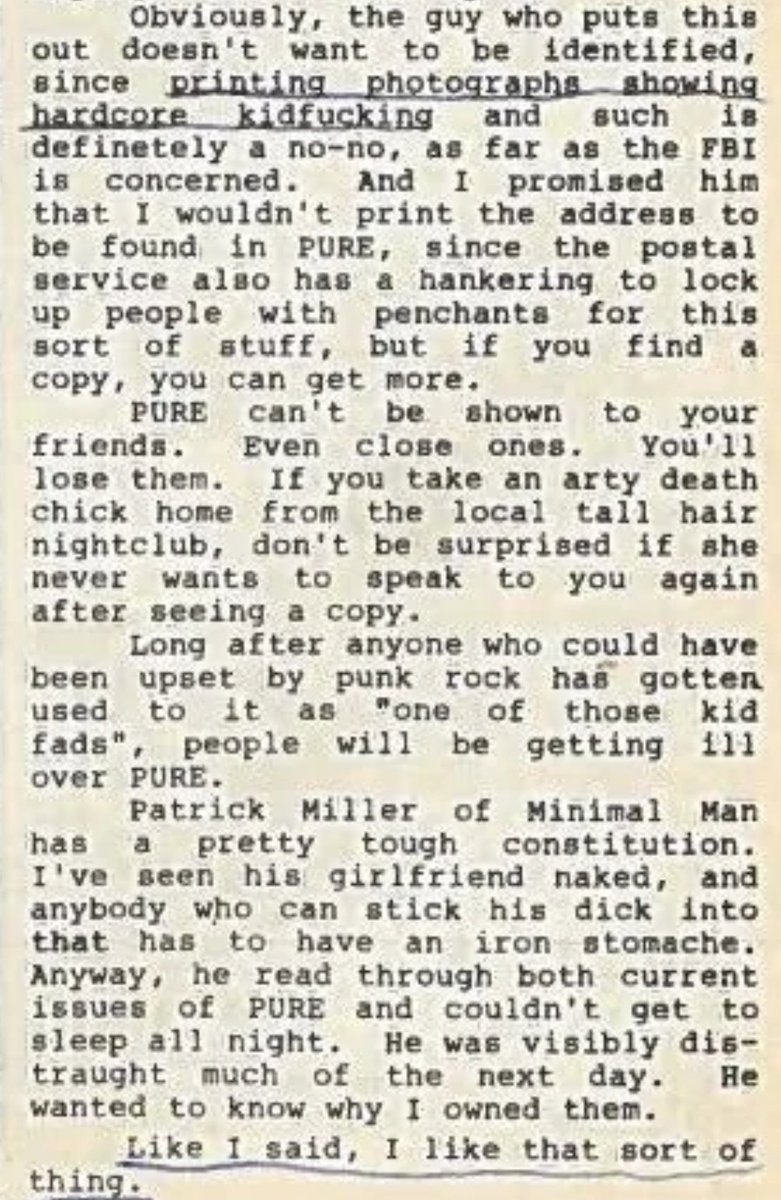 Obviously, the guy who puts this
out doesn't want to be identified,
since printing photographs showing
hardcore kidfucking and such is
definetely a no-no, as far as the FBI
is concerned. And I promised him
that I wouldn't print the address to
be found in PURE, since the postal
service also has a hankering to lock
up people with penchants for this
sort of stuff, but if you find a
copy, you can get more.
PURE can't be shown to your
friends. Even close ones. You'll
lose them. If you take an arty death
chick home from the local tall hair
nightclub, don't be surprised if she
never wants to speak to you again
after seeing a copy.
Long after anyone who could have
been upset by punk rock has gotten
used to it as "one of those kid
fads", people will be getting ill
over PURE.
Patrick Miller of Minimal Man
has a pretty tough constitution.
I've seen his girlfriend naked, and
anybody who can stick his dick into
that has to have an iron stomache.
Anyway, he read through both current
issues of PURE and couldn't get to
sleep all night. He was visibly dis-
traught much of the next day. He
wanted to know why I owned them.
Like I said, I like that sort of
thing.